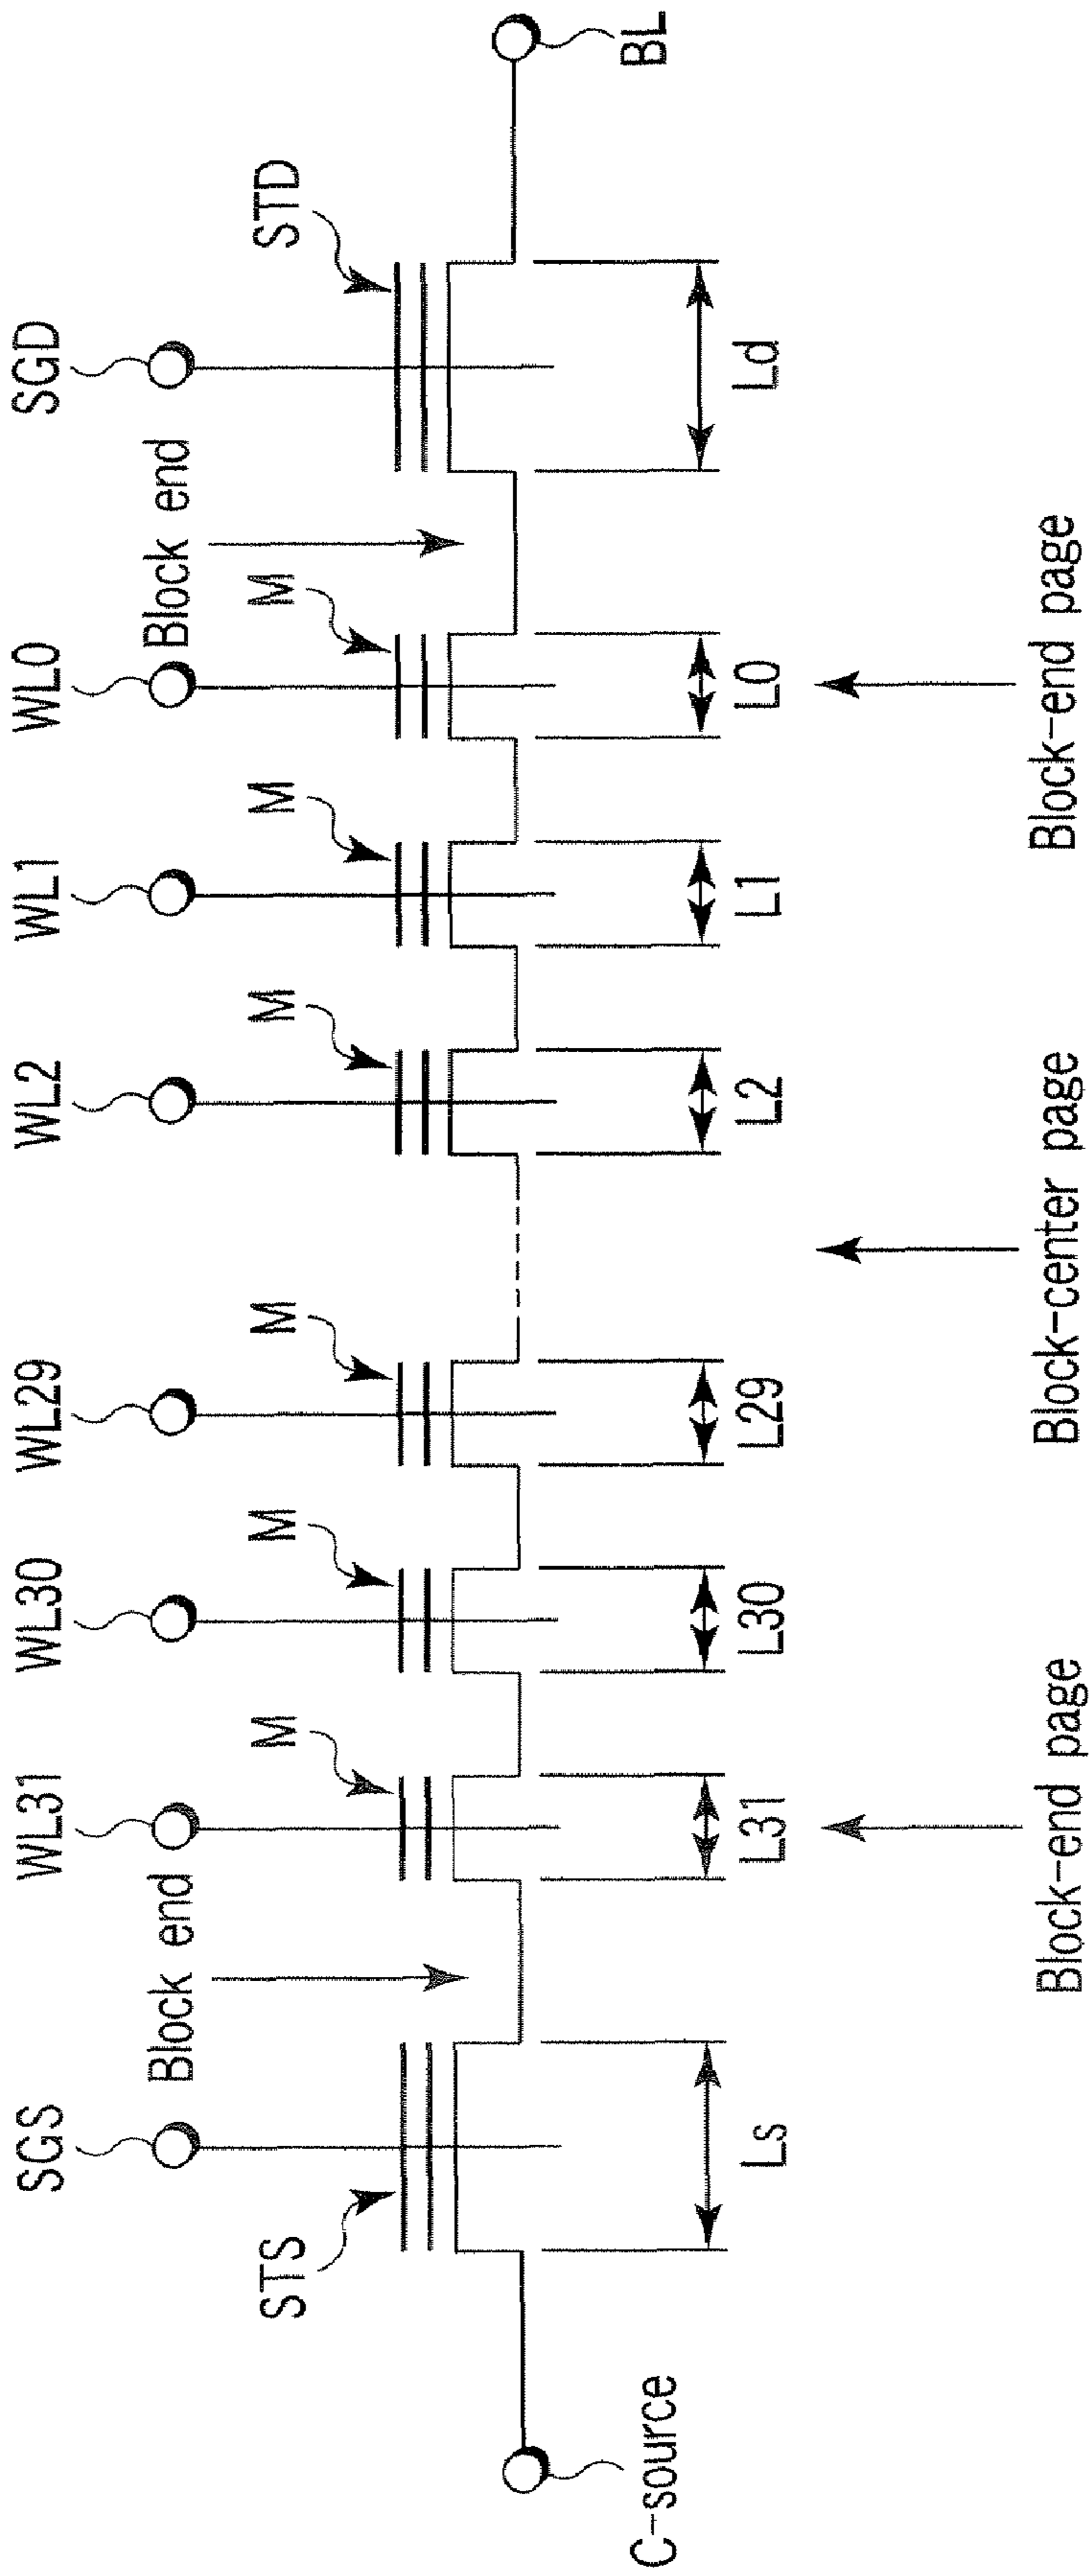 SGS
WL31
WL30
WL29
WL2
WL1
WL0
SGD
Block end
Block end
STS
M
M
M
M
M
M
STD
C-source
BL
Ls
L31
L30
L29
L2
L1
L0
Ld
Block-end page
Block-center page
Block-end page